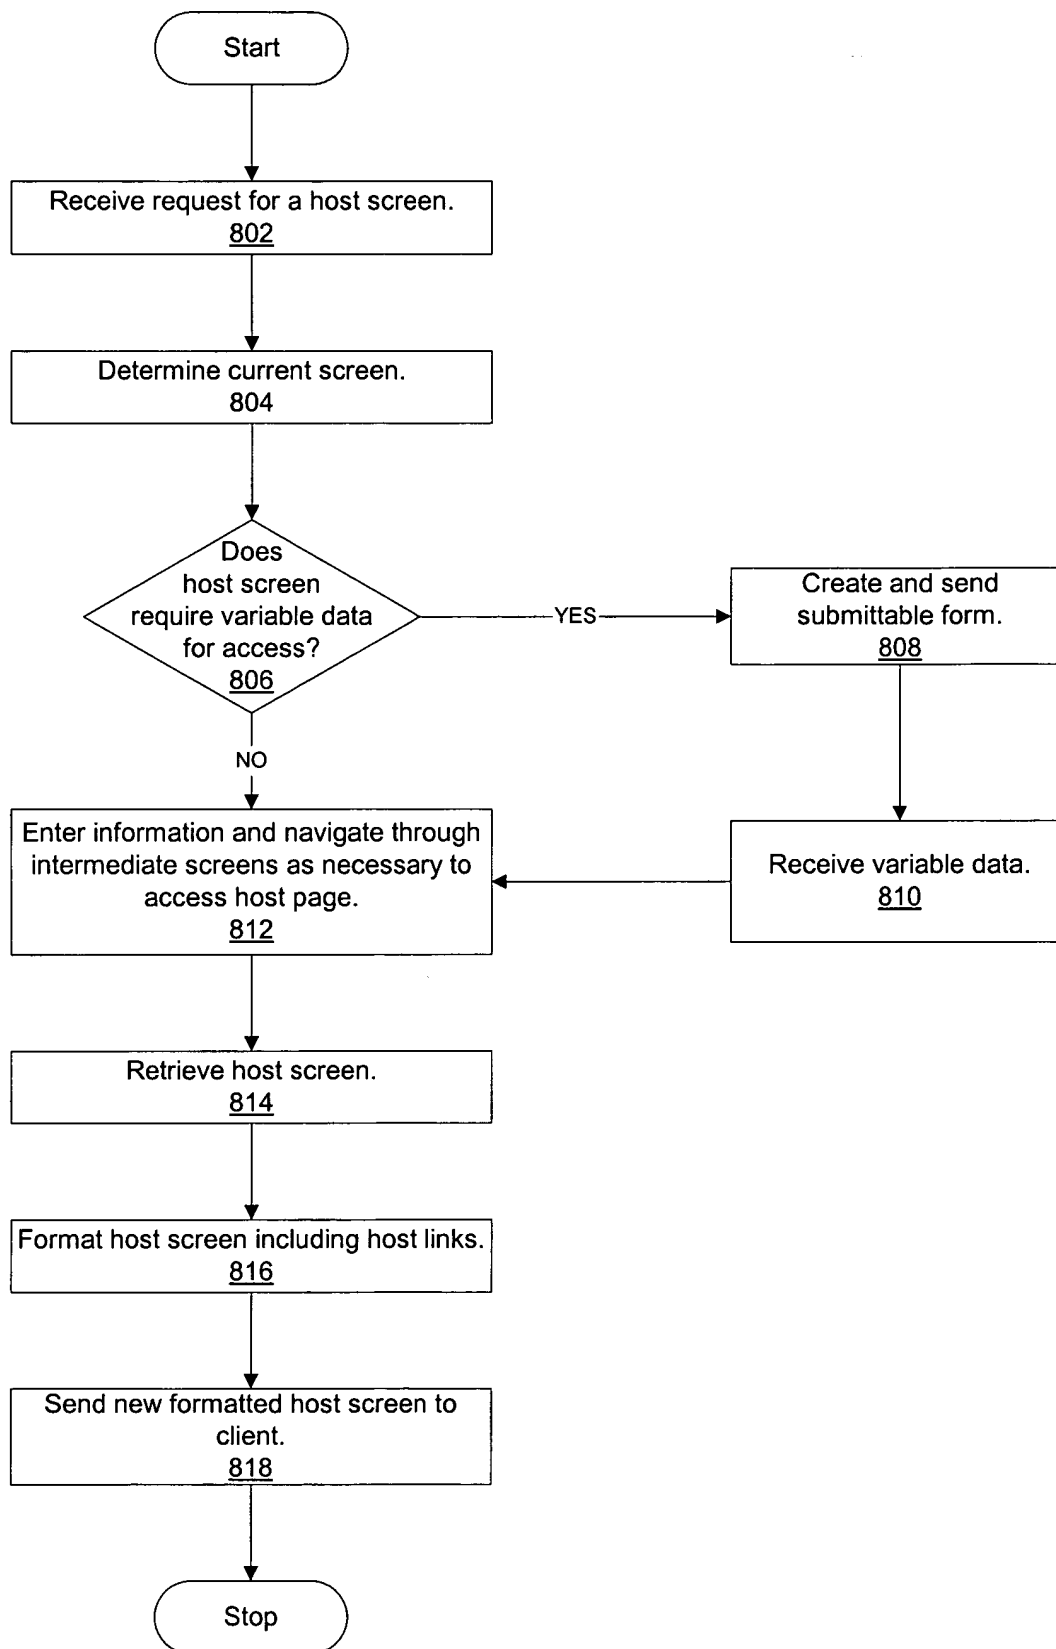 Start
Receive request for a host screen.
802
Determine current screen.
804
Does
host screen
require variable data
for access?
806
YES
Create and send
submittable form.
808
NO
Enter information and navigate through
intermediate screens as necessary to
access host page.
812
Receive variable data.
810
Retrieve host screen.
814
Format host screen including host links.
816
Send new formatted host screen to
client.
818
Stop